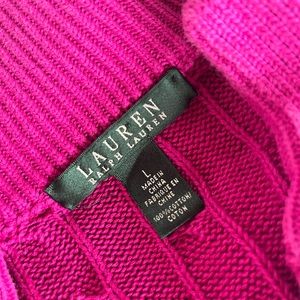 LAUREN
RALPH LAUREN
L
MADE IN
CHINA
FABRIQUE EN
CHINE
100%COTTON/
COTON